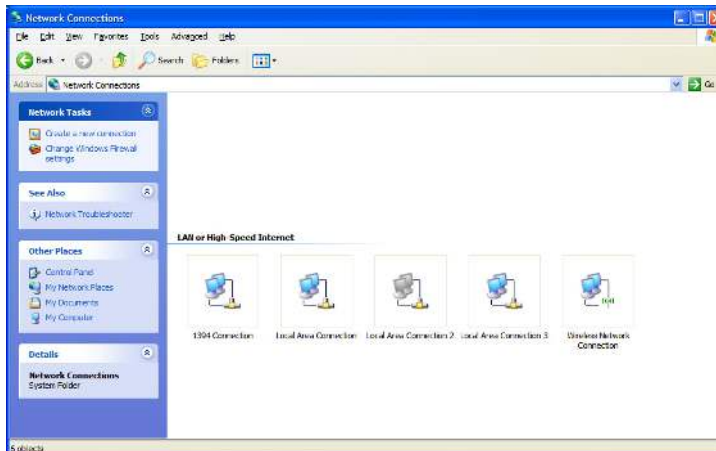 Network Connections
File Edit View Favorites Tools Advanced Help
Back Search Folders
Address Network Connections Go
Network Tasks
Create a new connection
Change Windows Firewall
settings
See Also
Network Troubleshooter
Other Places
Control Panel
My Network Places
My Documents
My Computer
Details
Network Connections
System Folder
LAN or High-Speed Internet
1394 Connection
Local Area Connection
Local Area Connection 2
Local Area Connection 3
Wireless Network
Connection
5 objects